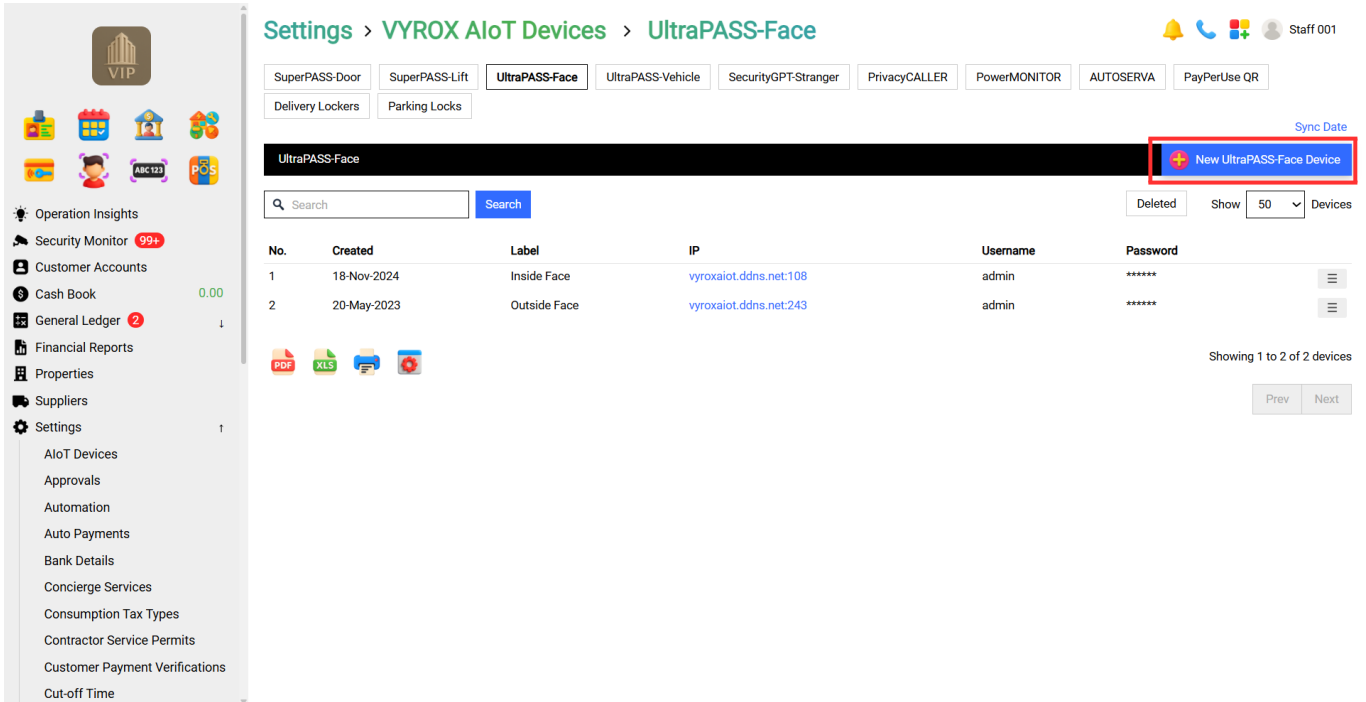 Settings › VYROX AIoT Devices › UltraPASS-Face
Staff 001
VIP
ABC 123
POS
SuperPASS-Door
SuperPASS-Lift
UltraPASS-Face
UltraPASS-Vehicle
SecurityGPT-Stranger
PrivacyCALLER
PowerMONITOR
AUTOSERVA
PayPerUse QR
Delivery Lockers
Parking Locks
Sync Date
UltraPASS-Face
New UltraPASS-Face Device
Search
Search
Deleted
Show 50 Devices
No. Created Label IP Username Password
1 18-Nov-2024 Inside Face vyroxaiot.ddns.net:108 admin ******
2 20-May-2023 Outside Face vyroxaiot.ddns.net:243 admin ******
PDF
XLS
Showing 1 to 2 of 2 devices
Prev
Next
Operation Insights
Security Monitor 99+
Customer Accounts
Cash Book 0.00
General Ledger 2 ↓
Financial Reports
Properties
Suppliers
Settings ↑
AIoT Devices
Approvals
Automation
Auto Payments
Bank Details
Concierge Services
Consumption Tax Types
Contractor Service Permits
Customer Payment Verifications
Cut-off Time